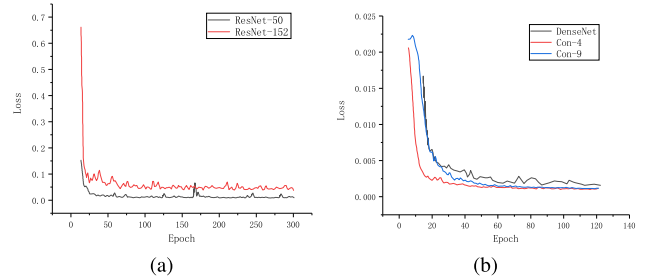 ResNet-50
ResNet-152
Loss
0.7
0.6
0.5
0.4
0.3
0.2
0.1
0.0
0 50 100 150 200 250 300
Epoch
(a)
DenseNet
Con-4
Con-9
Loss
0.025
0.020
0.015
0.010
0.005
0.000
0 20 40 60 80 100 120 140
Epoch
(b)